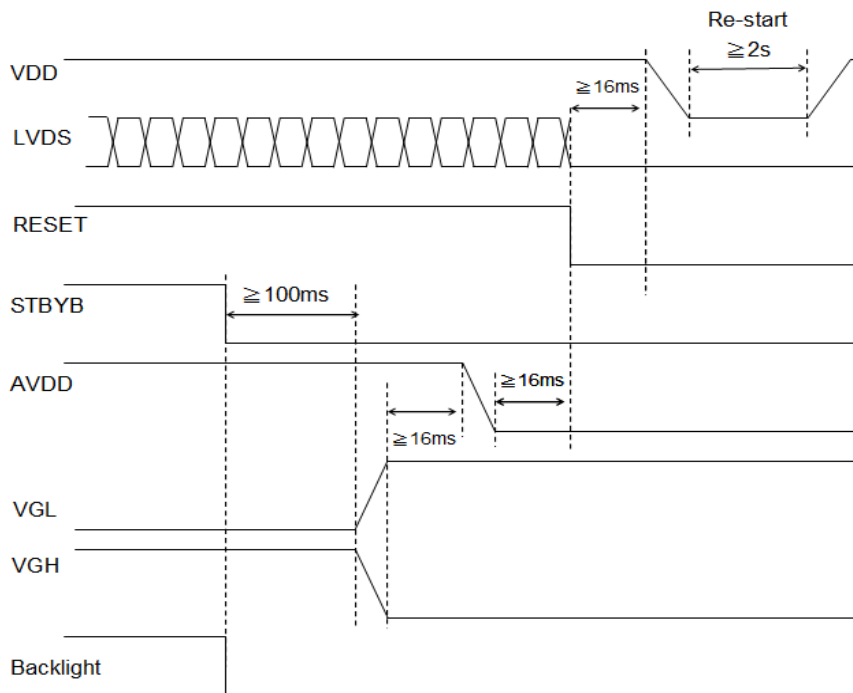 Re-start
≧2s
VDD
≧16ms
LVDS
RESET
≧100ms
STBYB
AVDD
≧16ms
≧16ms
VGL
VGH
Backlight